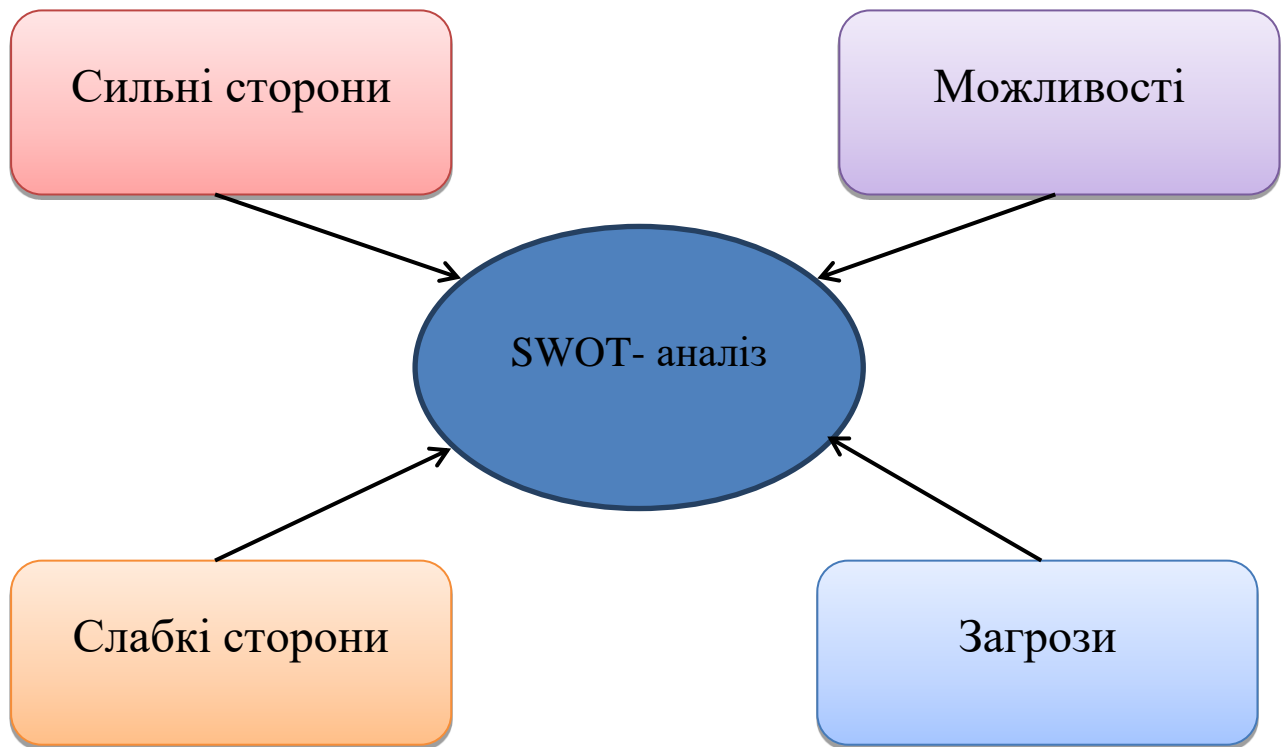 Сильні сторони
Можливості
SWOT- аналіз
Слабкі сторони
Загрози